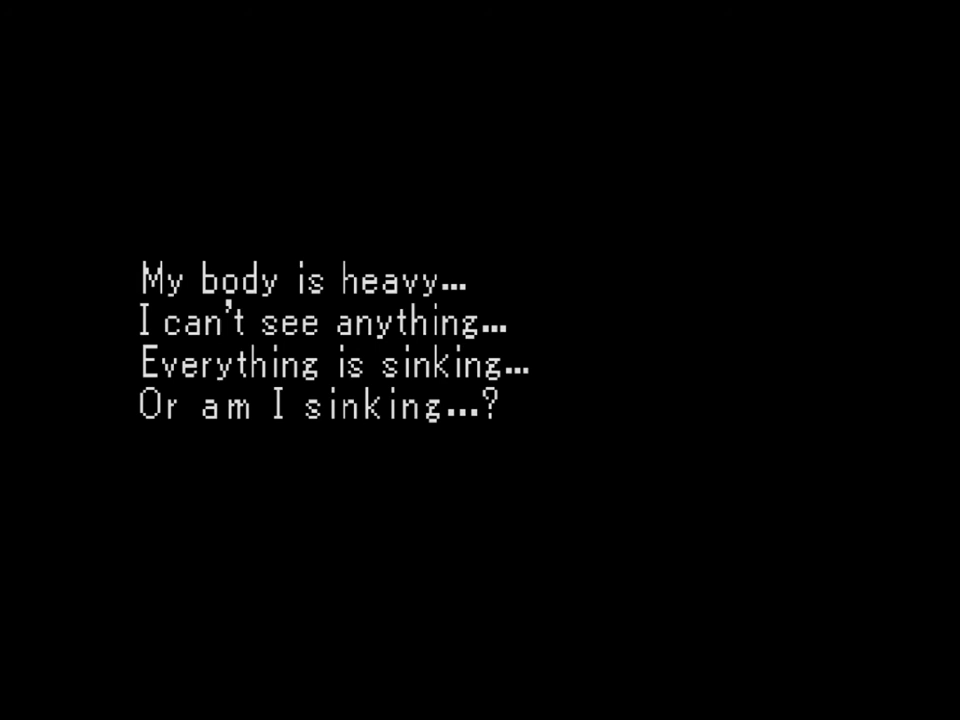 My body is heavy...
I can't see anything...
Everything is sinking...
Or am I sinking...?